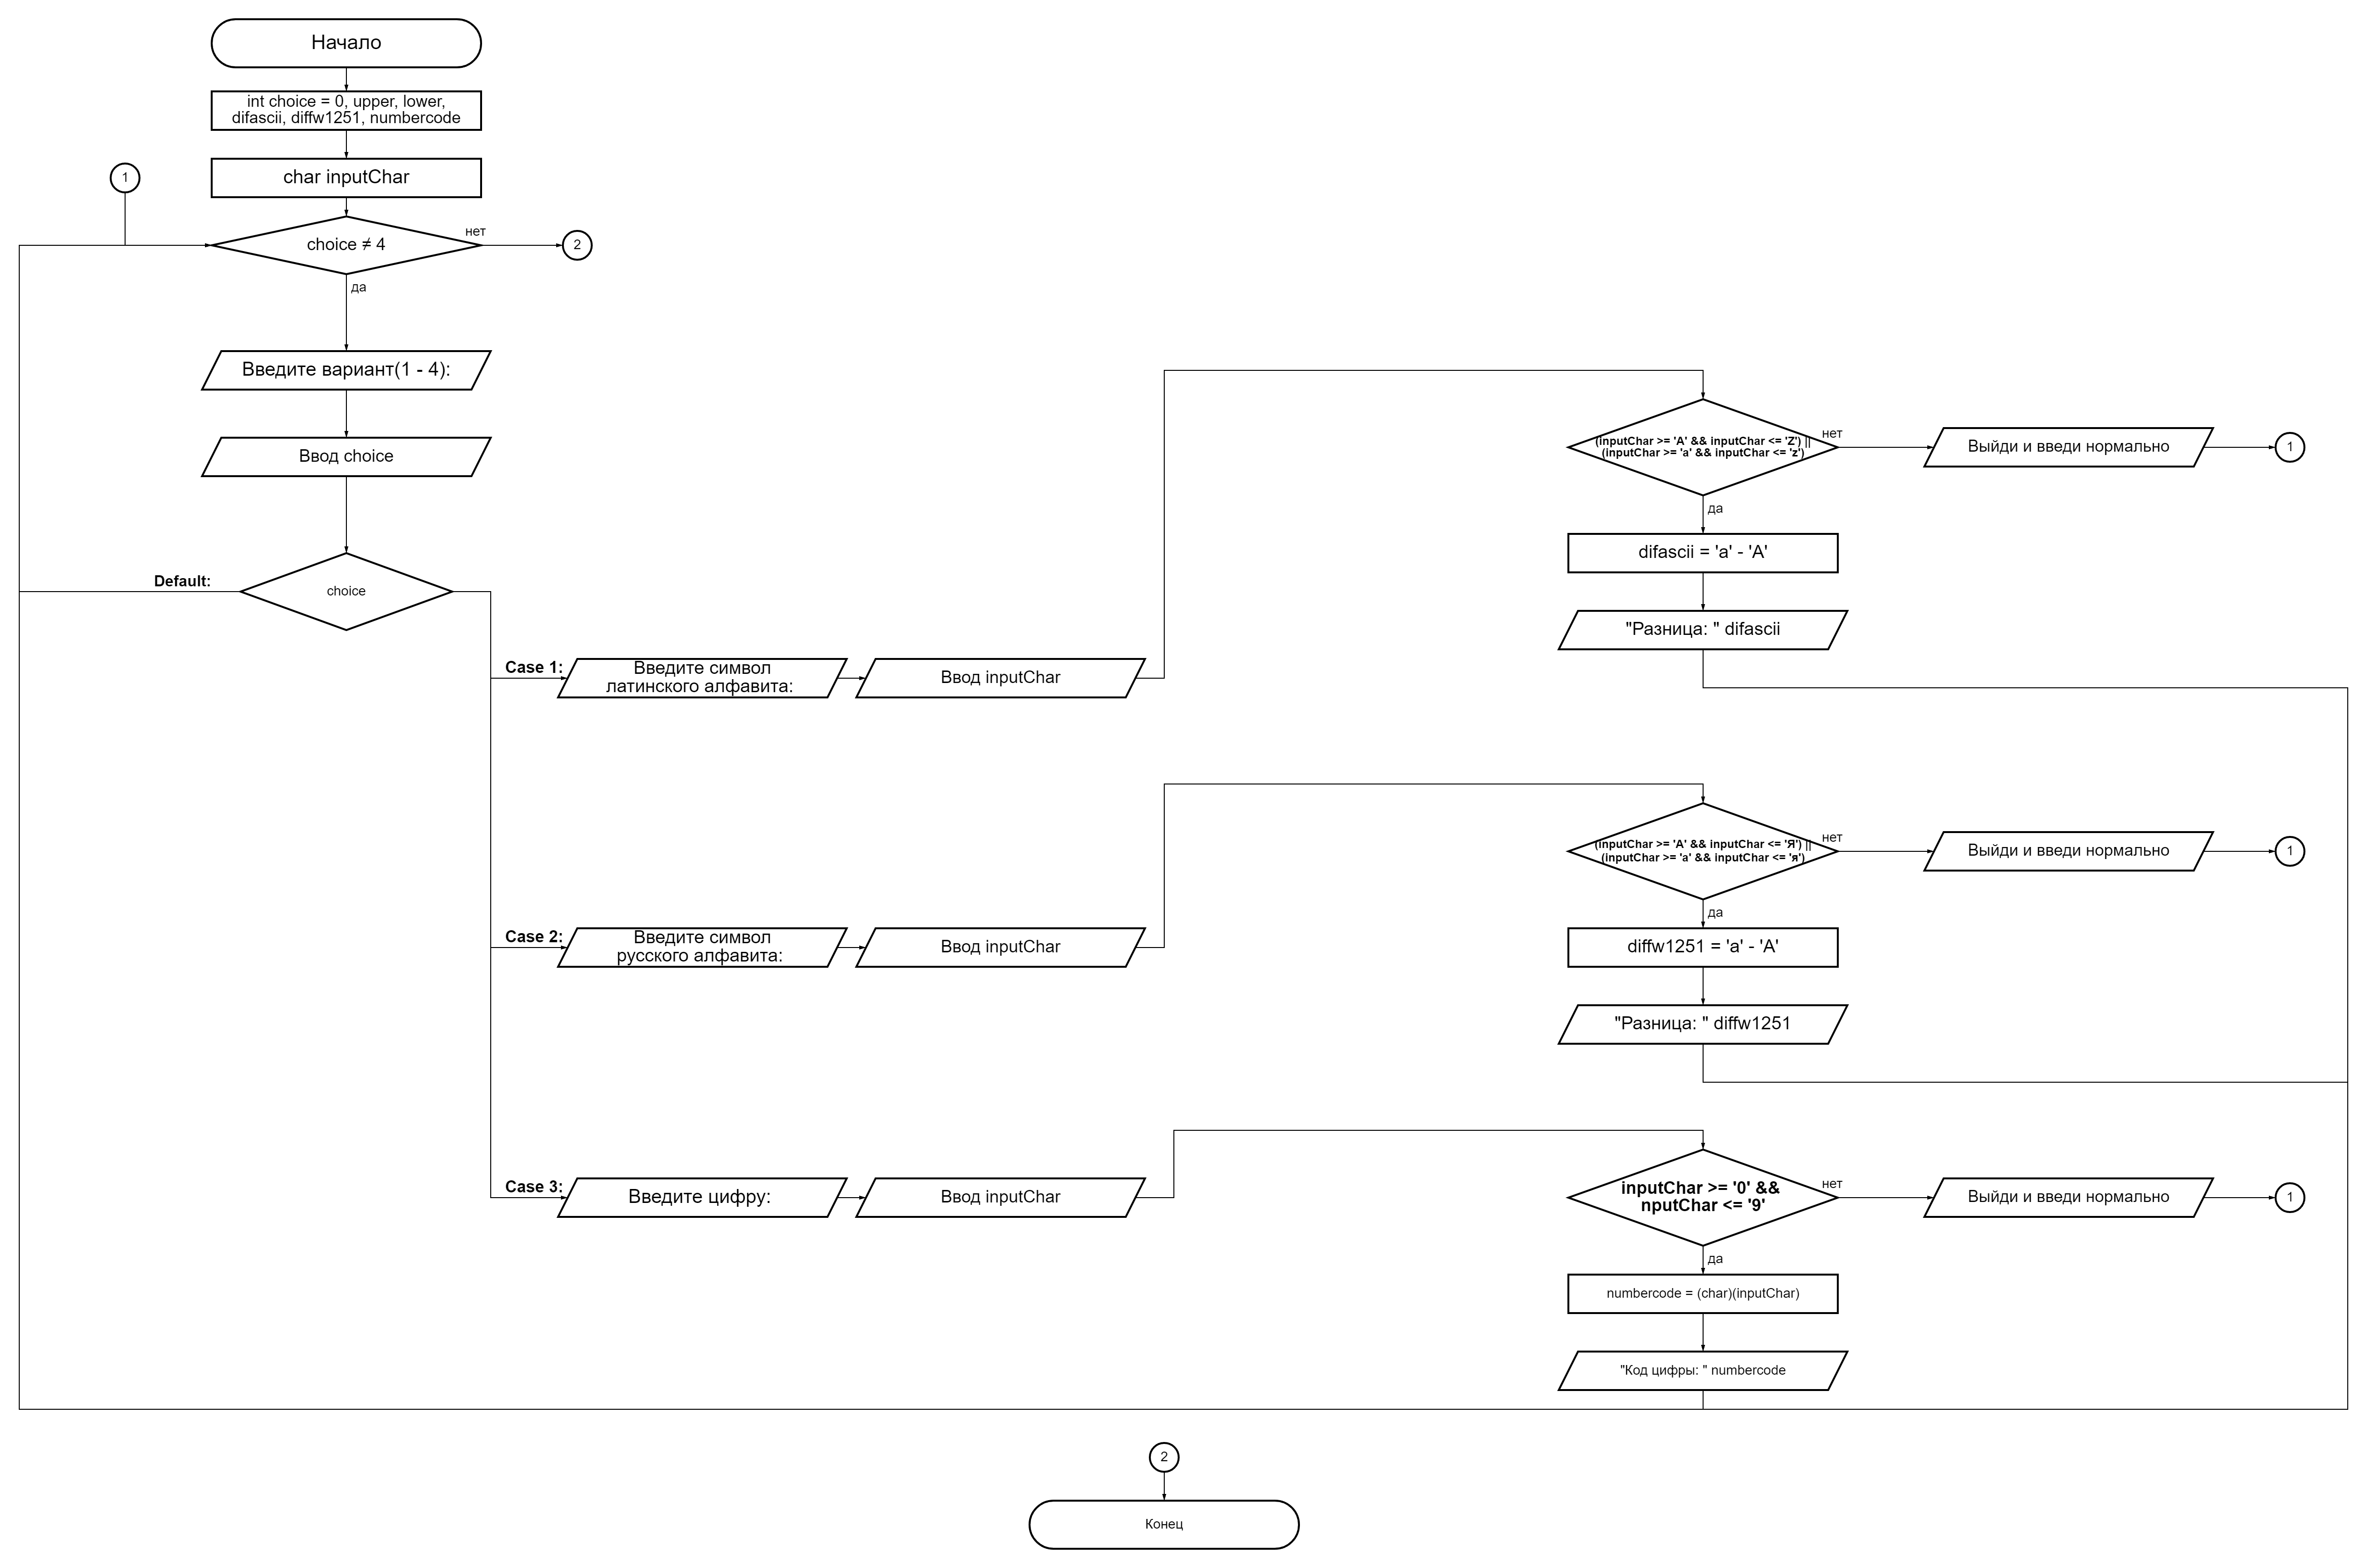 Начало
int choice = 0, upper, lower,
difascii, diffw1251, numbercode
1
char inputChar
choice ≠ 4
нет
2
да
Введите вариант(1 - 4):
Ввод choice
Default:
choice
Case 1:
Введите символ
латинского алфавита:
Ввод inputChar
(inputChar >= 'A' && inputChar <= 'Z') ||
(inputChar >= 'a' && inputChar <= 'z')
нет
Выйди и введи нормально
1
да
difascii = 'a' - 'A'
"Разница: " difascii
Case 2:
Введите символ
русского алфавита:
Ввод inputChar
(inputChar >= 'А' && inputChar <= 'Я') ||
(inputChar >= 'а' && inputChar <= 'я')
нет
Выйди и введи нормально
1
да
diffw1251 = 'а' - 'А'
"Разница: " diffw1251
Case 3:
Введите цифру:
Ввод inputChar
inputChar >= '0' &&
nputChar <= '9'
нет
Выйди и введи нормально
1
да
numbercode = (char)(inputChar)
"Код цифры: " numbercode
2
Конец